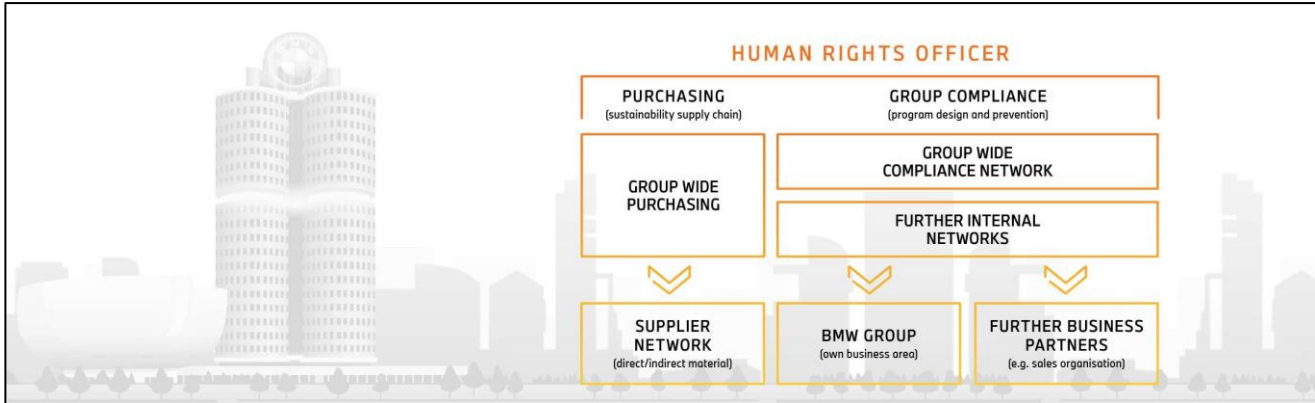 HUMAN RIGHTS OFFICER
PURCHASING
(sustainability supply chain)
GROUP COMPLIANCE
(program design and prevention)
GROUP WIDE
PURCHASING
GROUP WIDE
COMPLIANCE NETWORK
FURTHER INTERNAL
NETWORKS
SUPPLIER
NETWORK
(direct/indirect material)
BMW GROUP
(own business area)
FURTHER BUSINESS
PARTNERS
(e.g. sales organisation)